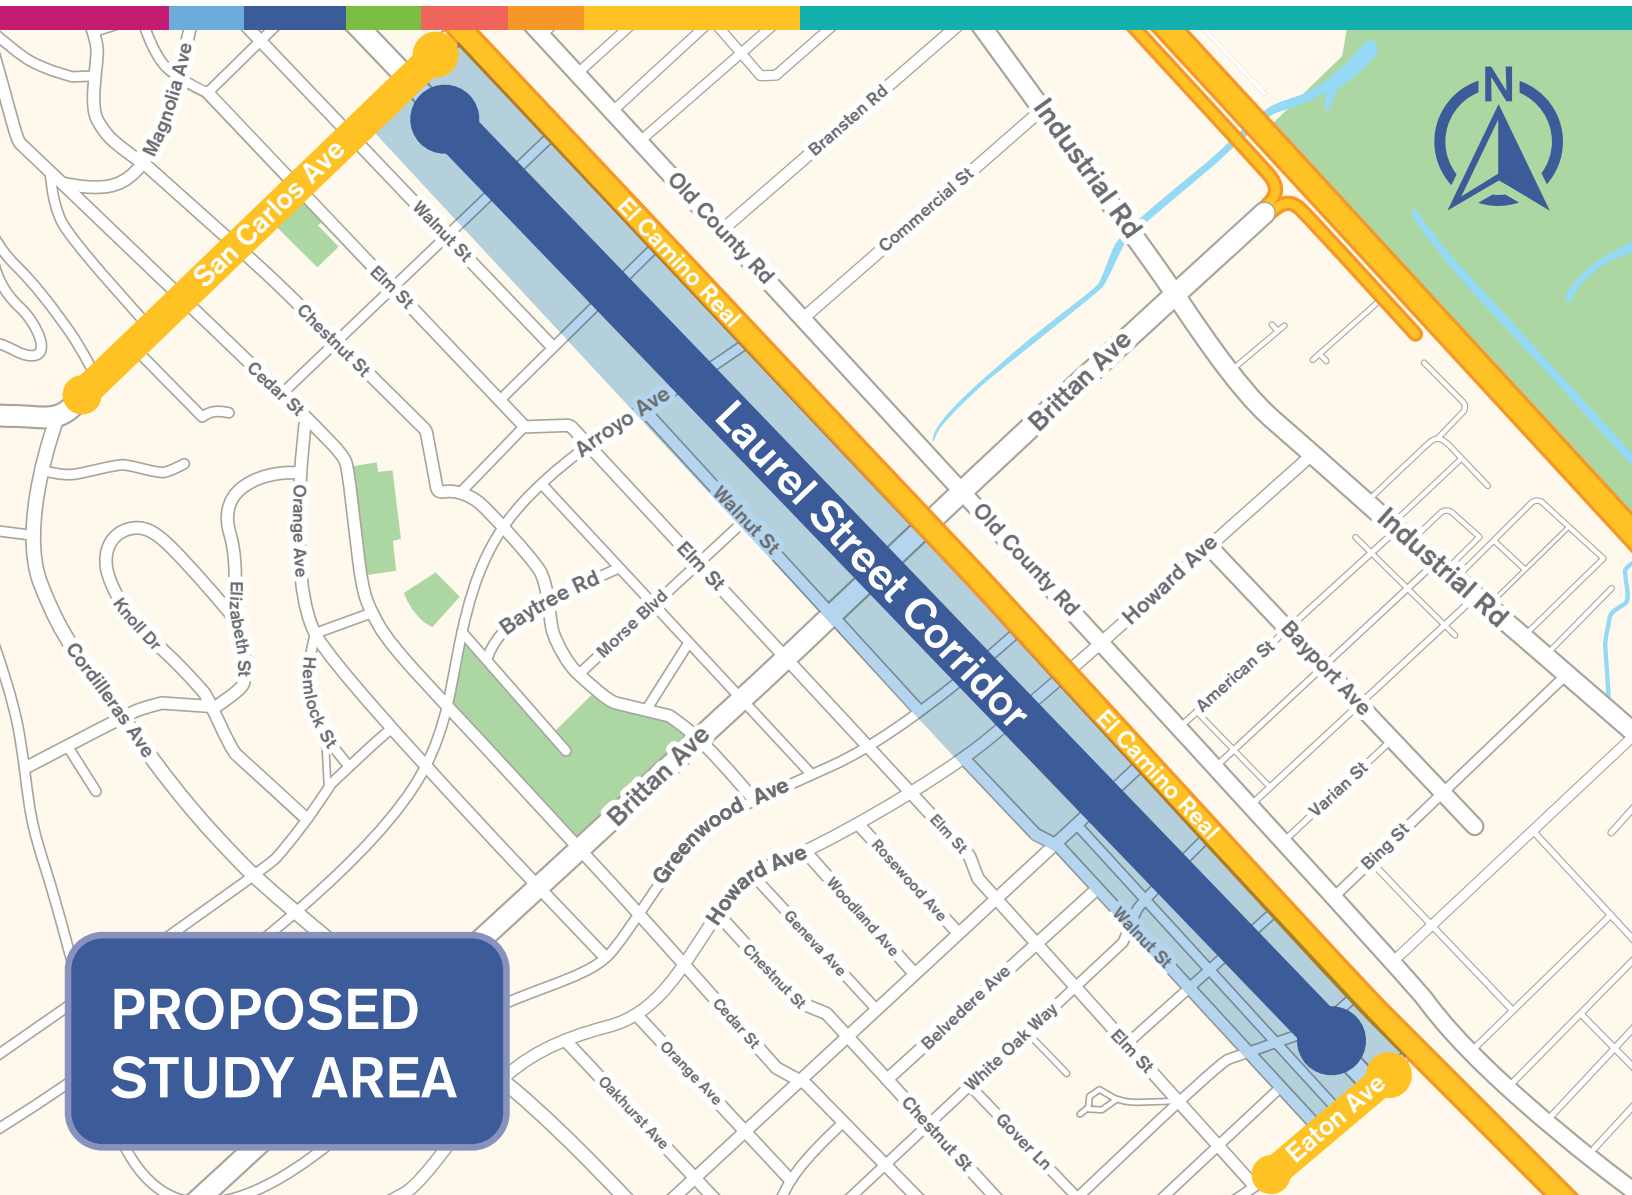 N
Magnolia Ave
San Carlos Ave
Bransten Rd
Industrial Rd
Old County Rd
Commercial St
Walnut St
El Camino Real
Elm St
Chestnut St
Cedar St
Brittan Ave
Arroyo Ave
Laurel Street Corridor
Walnut St
Orange Ave
Old County Rd
Industrial Rd
Howard Ave
Elm St
Baytree Rd
Morse Blvd
Knoll Dr
Elizabeth St
Cordilleras Ave
Hemlock St
American St
Bayport Ave
El Camino Real
Brittan Ave
Greenwood Ave
Varian St
Bing St
Howard Ave
Elm St
Rosewood Ave
Woodland Ave
Geneva Ave
Walnut St
Chestnut St
Belvedere Ave
Cedar St
White Oak Way
Elm St
Orange Ave
Oakhurst Ave
Chestnut St
Gover Ln
Eaton Ave
PROPOSED
STUDY AREA